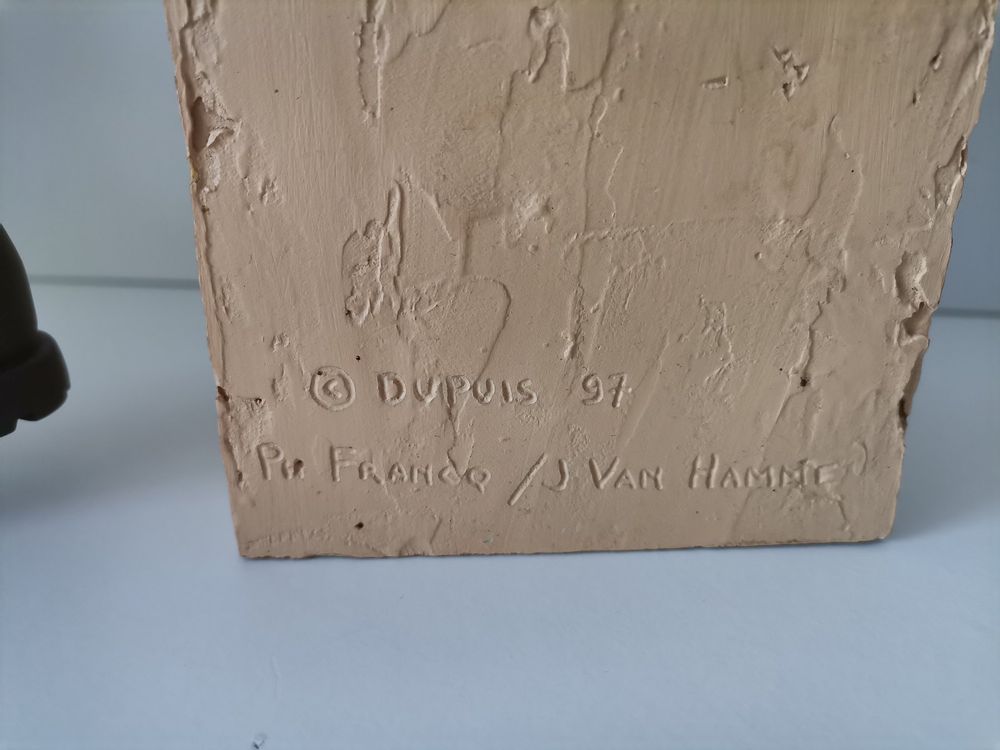 © DUPUIS 97
PH FRANCQ / J VAN HAMME